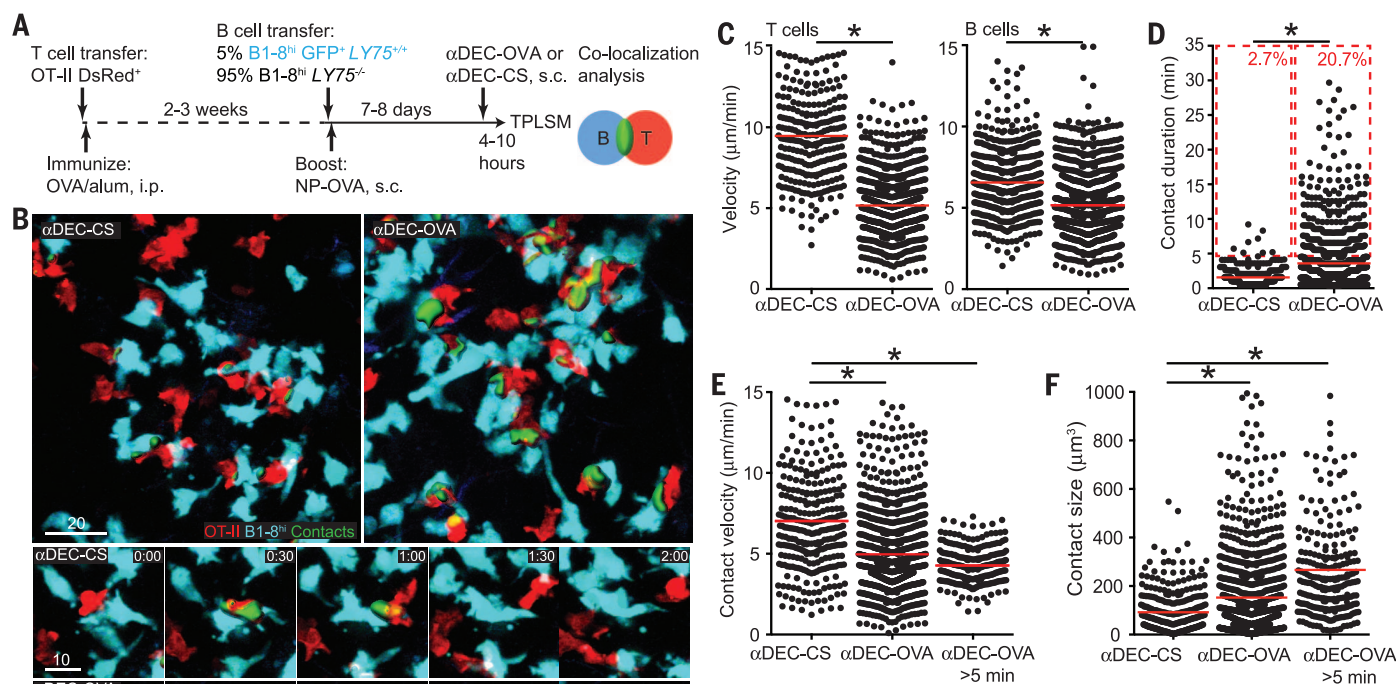 A
T cell transfer:
OT-II DsRed⁺
B cell transfer:
5% B1-8ʰⁱ GFP⁺ LY75⁺/⁺
95% B1-8ʰⁱ LY75⁻/⁻
αDEC-OVA or
αDEC-CS, s.c.
Co-localization
analysis
2-3 weeks
7-8 days
TPLSM
4-10
hours
B
T
Immunize:
OVA/alum, i.p.
Boost:
NP-OVA, s.c.
B
αDEC-CS
αDEC-OVA
20
OT-II B1-8ʰⁱ Contacts
αDEC-CS
0:00
0:30
1:00
1:30
2:00
10
C
T cells
*
B cells
*
Velocity (μm/min)
15
10
5
0
αDEC-CS
αDEC-OVA
15
10
5
0
αDEC-CS
αDEC-OVA
D
*
Contact duration (min)
35
30
25
20
15
10
5
0
2.7%
20.7%
αDEC-CS
αDEC-OVA
E
*
*
Contact velocity (μm/min)
15
10
5
0
αDEC-CS
αDEC-OVA
αDEC-OVA
>5 min
F
*
*
Contact size (μm³)
1000
800
600
400
200
0
αDEC-CS
αDEC-OVA
αDEC-OVA
>5 min